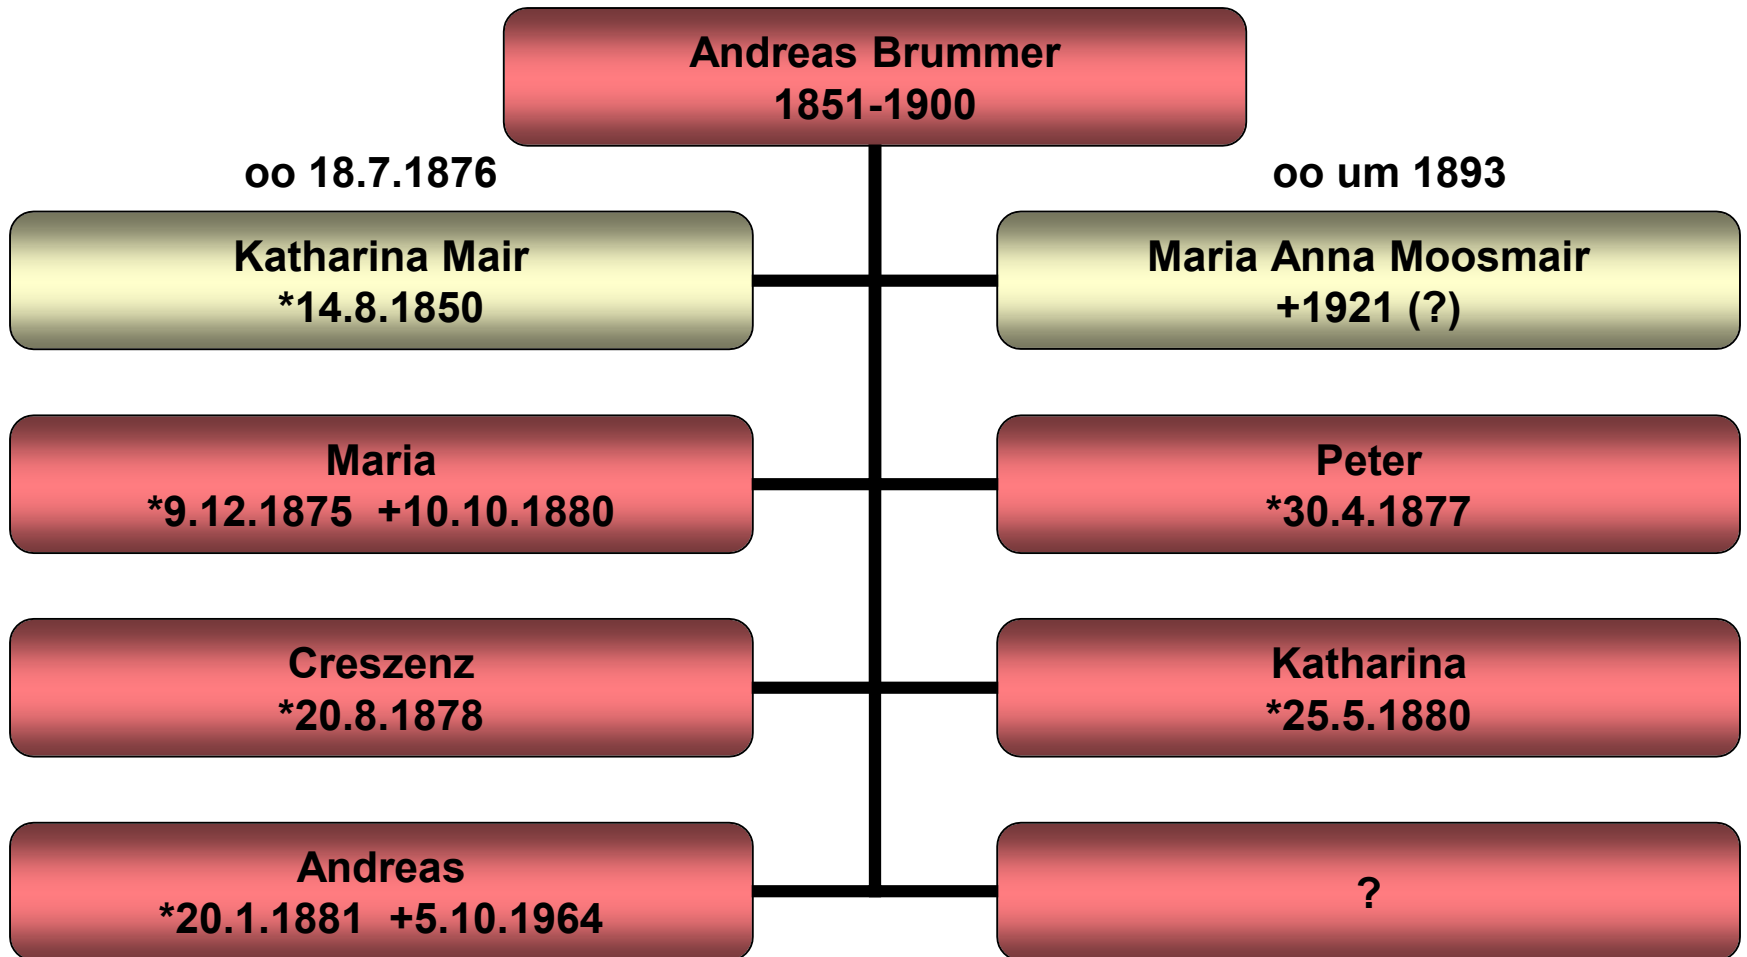 Andreas Brummer
1851-1900
oo 18.7.1876
oo um 1893
Katharina Mair
*14.8.1850
Maria Anna Moosmair
+1921 (?)
Maria
*9.12.1875 +10.10.1880
Peter
*30.4.1877
Creszenz
*20.8.1878
Katharina
*25.5.1880
Andreas
*20.1.1881 +5.10.1964
?